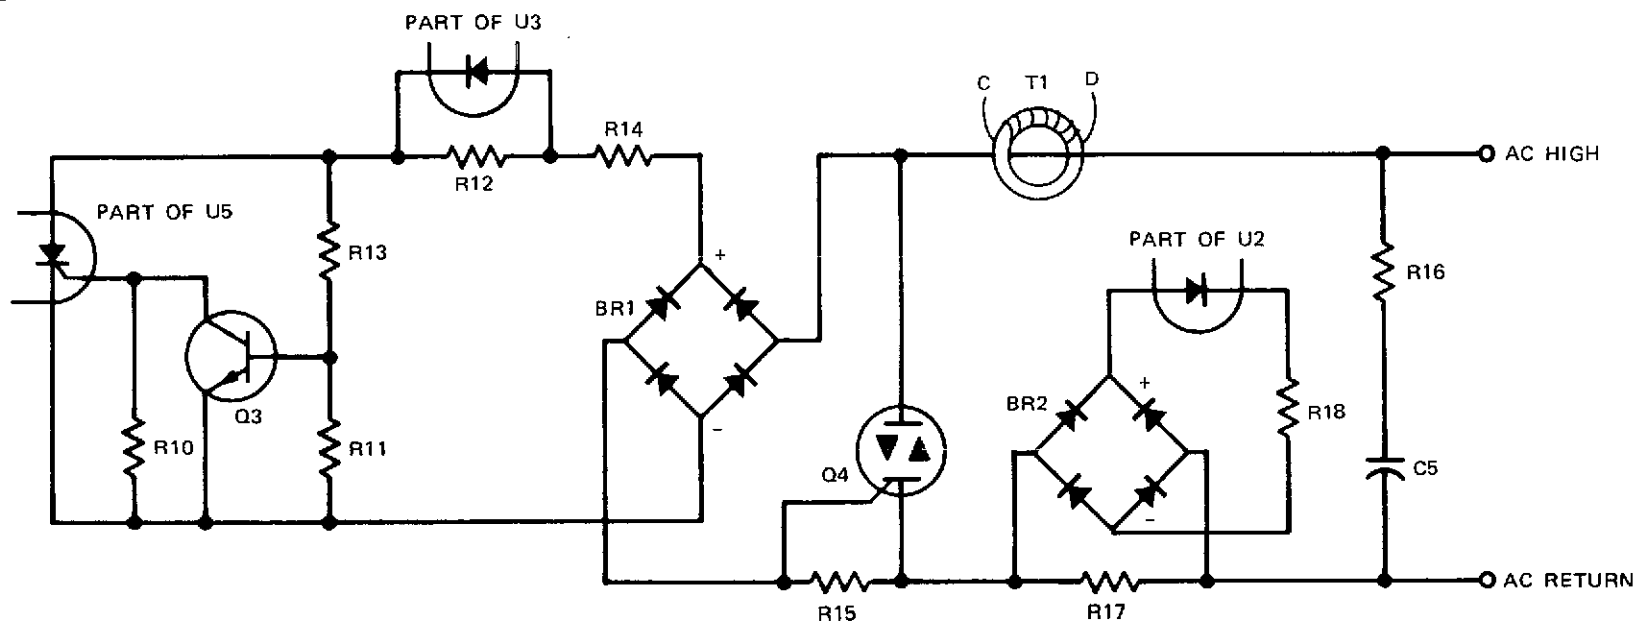 PART OF U3
C T1 D
R14
AC HIGH
R12
PART OF U5
PART OF U2
R13
R16
+
BR1
+
BR2
R18
Q3
R10
R11
-
Q4
C5
-
R15
R17
AC RETURN